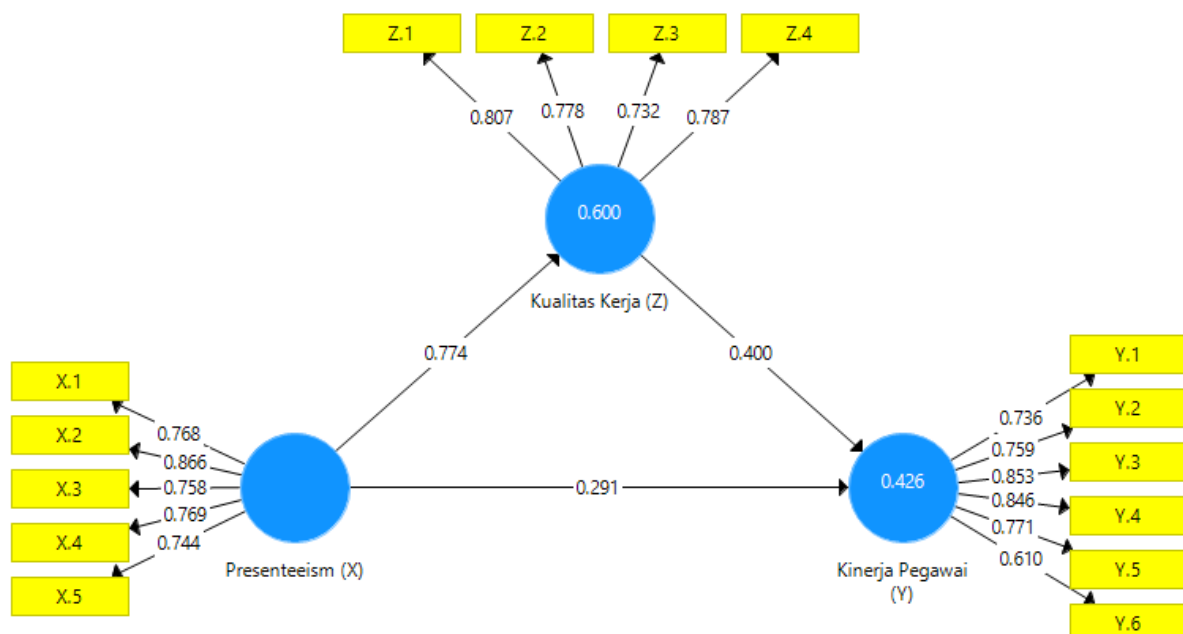 Z.1 Z.2 Z.3 Z.4
0.807 0.778 0.732 0.787
0.600
Kualitas Kerja (Z)
0.774 0.400
X.1
X.2
X.3
X.4
X.5
0.768
0.866
0.758
0.769
0.744
Presenteeism (X)
0.291
0.426
Kinerja Pegawai
(Y)
0.736
0.759
0.853
0.846
0.771
0.610
Y.1
Y.2
Y.3
Y.4
Y.5
Y.6